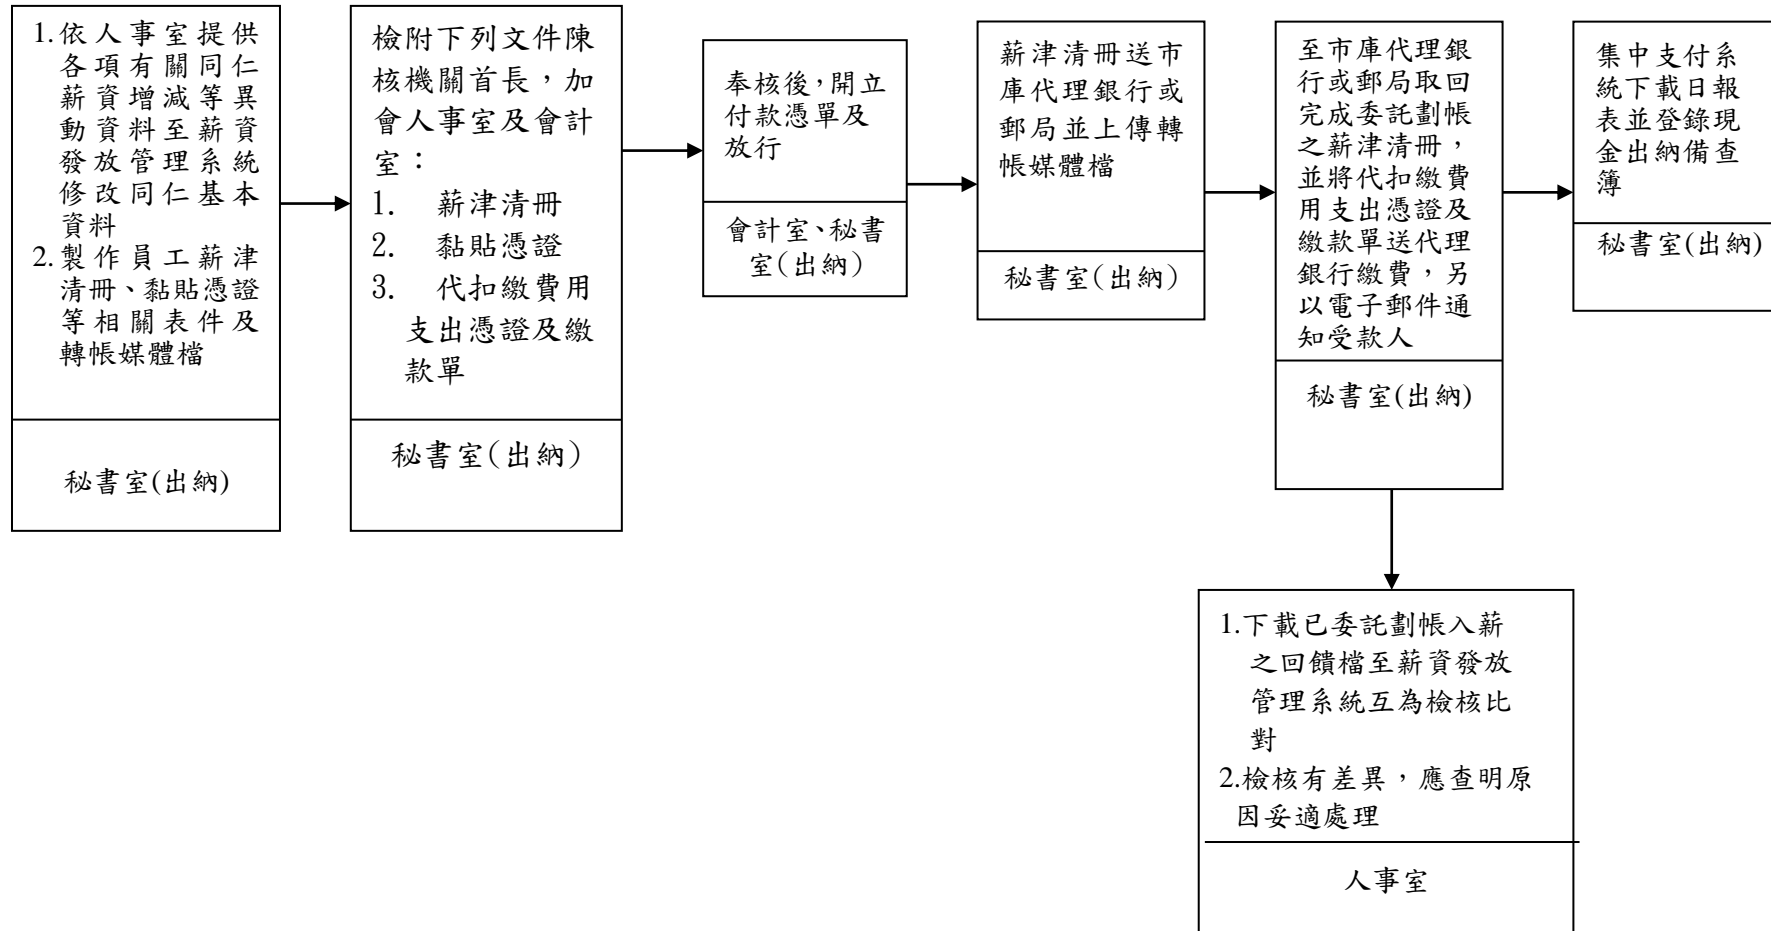 1.依人事室提供
各項有關同仁
薪資增減等異
動資料至薪資
發放管理系統
修改同仁基本
資料
2.製作員工薪津
清冊、黏貼憑證
等相關表件及
轉帳媒體檔
秘書室(出納)
檢附下列文件陳
核機關首長，加
會人事室及會計
室：
1. 薪津清冊
2. 黏貼憑證
3. 代扣繳費用
支出憑證及繳
款單
秘書室(出納)
奉核後，開立
付款憑單及
放行
會計室、秘書
室(出納)
薪津清冊送市
庫代理銀行或
郵局並上傳轉
帳媒體檔
秘書室(出納)
至市庫代理銀
行或郵局取回
完成委託劃帳
之薪津清冊，
並將代扣繳費
用支出憑證及
繳款單送代理
銀行繳費，另
以電子郵件通
知受款人
秘書室(出納)
集中支付系
統下載日報
表並登錄現
金出納備查
簿
秘書室(出納)
1.下載已委託劃帳入薪
之回饋檔至薪資發放
管理系統互為檢核比
對
2.檢核有差異，應查明原
因妥適處理
人事室